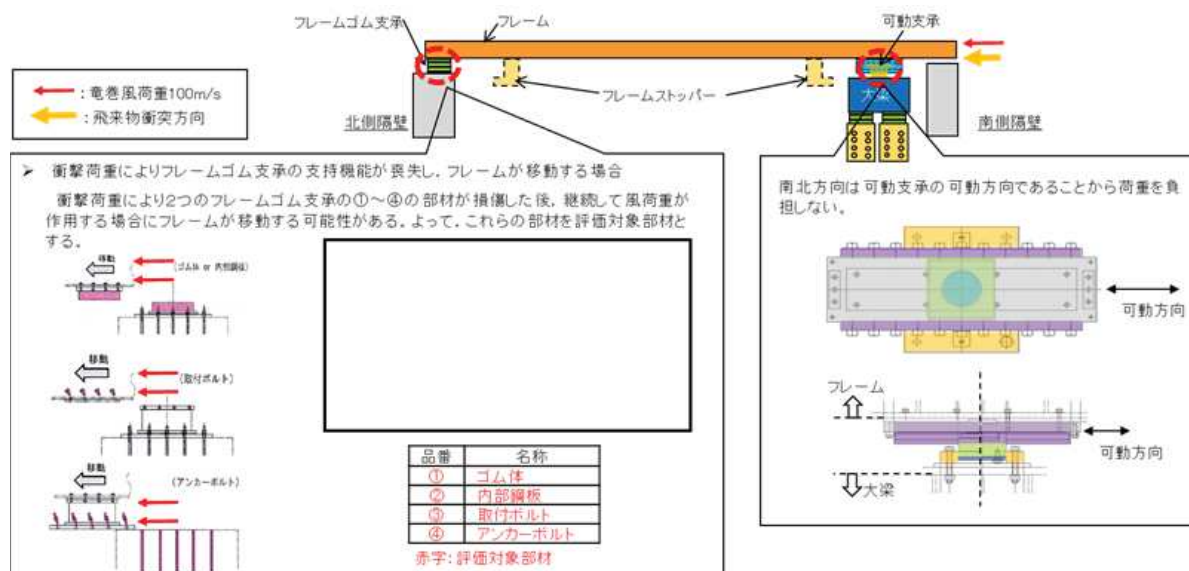 フレームゴム支承
フレーム
可動支承
←：竜巻風荷重100m/s
←：飛来物衝突方向
フレームストッパー
大梁
北側隔壁
南側隔壁
➢ 衝撃荷重によりフレームゴム支承の支持機能が喪失し，フレームが移動する場合
衝撃荷重により2つのフレームゴム支承の①～④の部材が損傷した後，継続して風荷重が
作用する場合にフレームが移動する可能性がある。よって，これらの部材を評価対象部材と
する。
移動
(ゴム体 or 内部鋼板)
移動
(取付ボルト)
移動
(アンカーボルト)
品番 名称
① ゴム体
② 内部鋼板
③ 取付ボルト
④ アンカーボルト
赤字：評価対象部材
南北方向は可動支承の可動方向であることから荷重を負
担しない。
可動方向
フレーム
可動方向
大梁